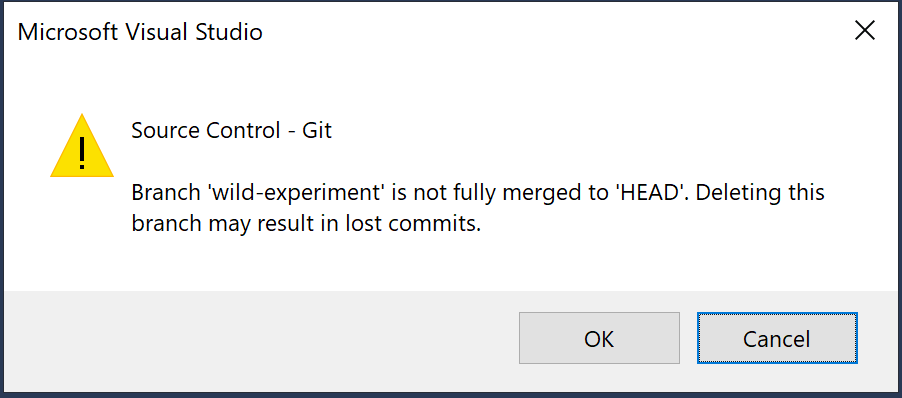 Microsoft Visual Studio
Source Control - Git
Branch 'wild-experiment' is not fully merged to 'HEAD'. Deleting this
branch may result in lost commits.
OK
Cancel